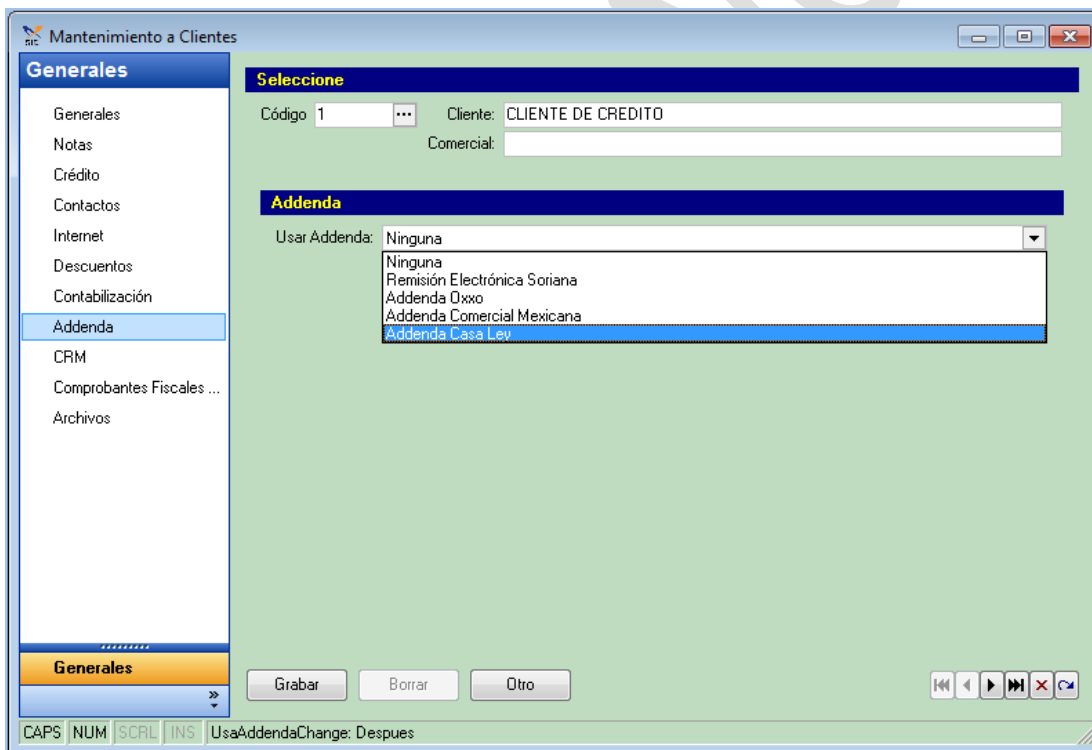 SIC Mantenimiento a Clientes
Generales
Generales
Notas
Crédito
Contactos
Internet
Descuentos
Contabilización
Addenda
CRM
Comprobantes Fiscales ...
Archivos
Generales
Seleccione
Código 1 ... Cliente: CLIENTE DE CREDITO
Comercial:
Addenda
Usar Addenda: Ninguna
Ninguna
Remisión Electrónica Soriana
Addenda Oxxo
Addenda Comercial Mexicana
Addenda Casa Ley
Grabar Borrar Otro
CAPS NUM SCRL INS UsaAddendaChange: Despues